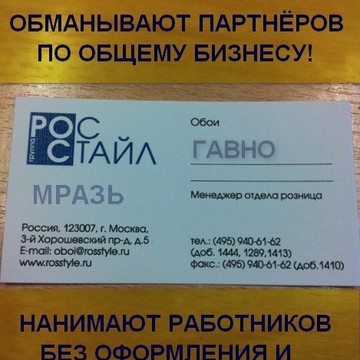 ОБМАНЫВАЮТ ПАРТНЁРОВ
ПО ОБЩЕМУ БИЗНЕСУ!
ГРУППА
РОС
СТАЙЛ
Обои
ГАВНО
МРАЗЬ
Менеджер отдела розница
Россия, 123007, г. Москва,
3-й Хорошевский пр-д, д.5
E-mail: oboi@rosstyle.ru
www.rosstyle.ru
тел.: (495) 940-61-62
(доб. 1444, 1289,1413)
факс.: (495) 940-61-62 (доб.1410)
НАНИМАЮТ РАБОТНИКОВ
БЕЗ ОФОРМЛЕНИЯ И